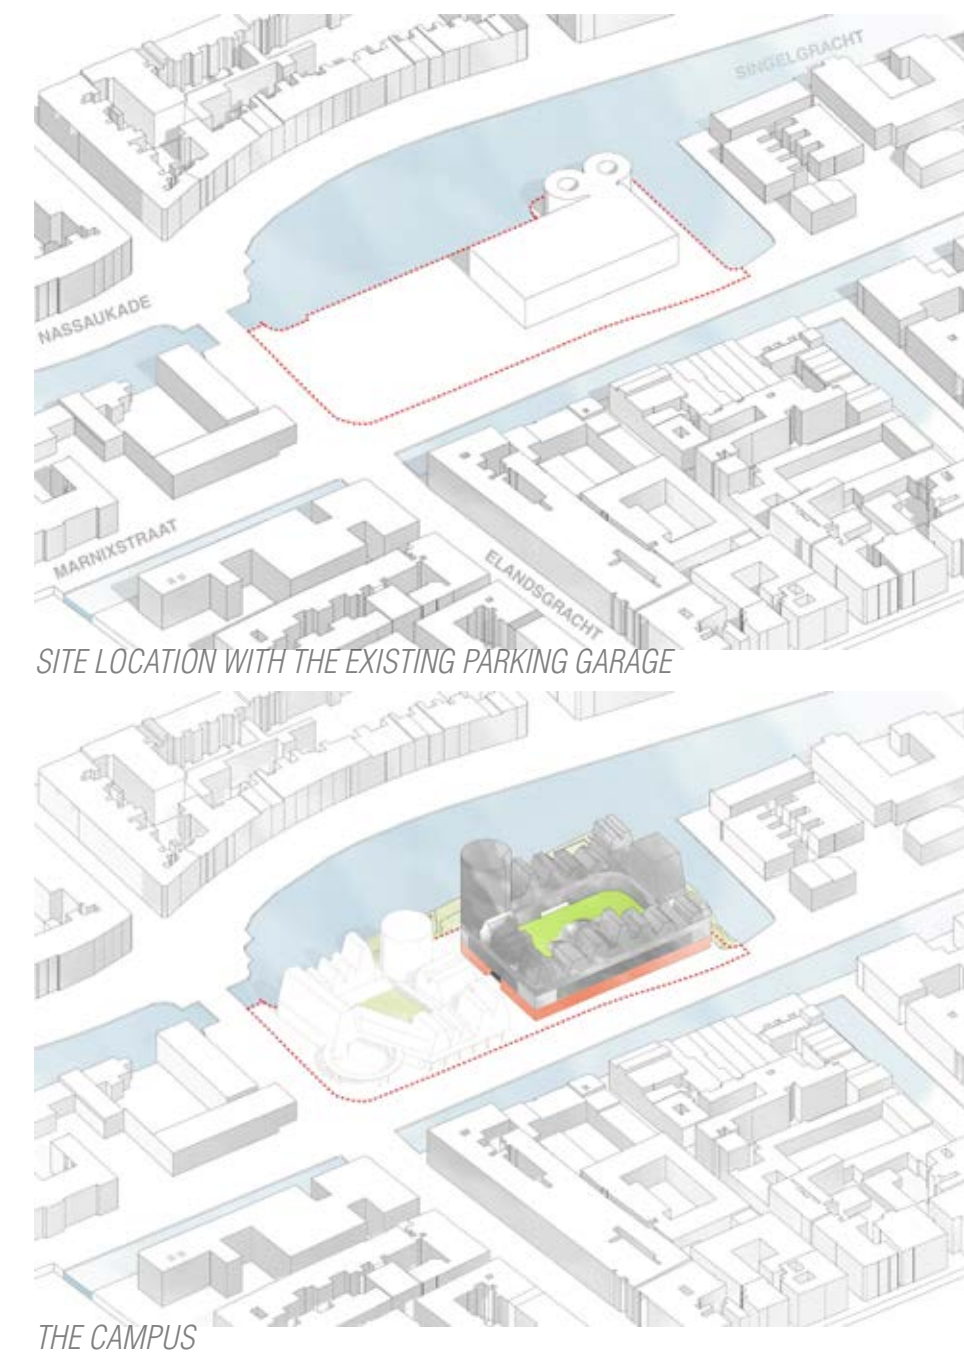 SINGELGRACHT
NASSAUKADE
MARNIXSTRAAT
ELANDSGRACHT
SITE LOCATION WITH THE EXISTING PARKING GARAGE
THE CAMPUS